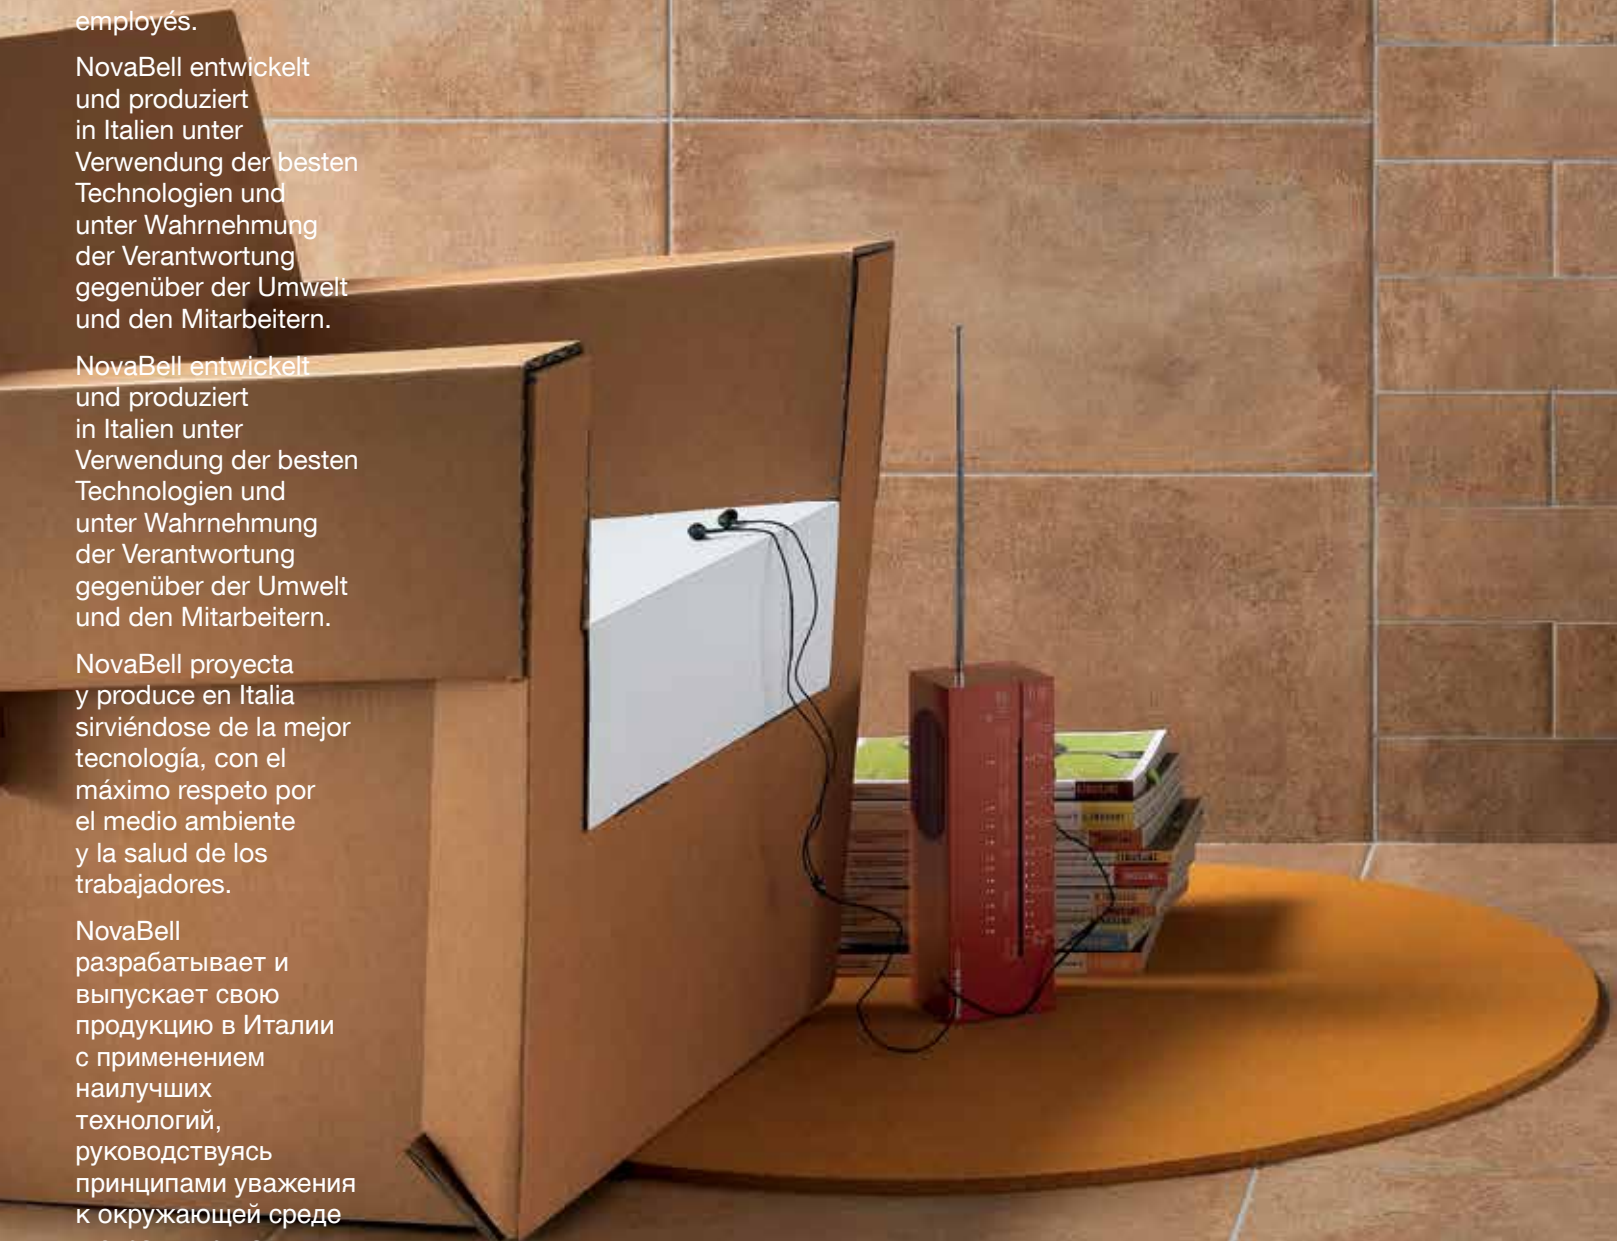 employés.
NovaBell entwickelt
und produziert
in Italien unter
Verwendung der besten
Technologien und
unter Wahrnehmung
der Verantwortung
gegenüber der Umwelt
und den Mitarbeitern.
NovaBell entwickelt
und produziert
in Italien unter
Verwendung der besten
Technologien und
unter Wahrnehmung
der Verantwortung
gegenüber der Umwelt
und den Mitarbeitern.
NovaBell proyecta
y produce en Italia
sirviéndose de la mejor
tecnología, con el
máximo respeto por
el medio ambiente
y la salud de los
trabajadores.
NovaBell
разрабатывает и
выпускает свою
продукцию в Италии
с применением
наилучших
технологий,
руководствуясь
принципами уважения
к окружающей среде